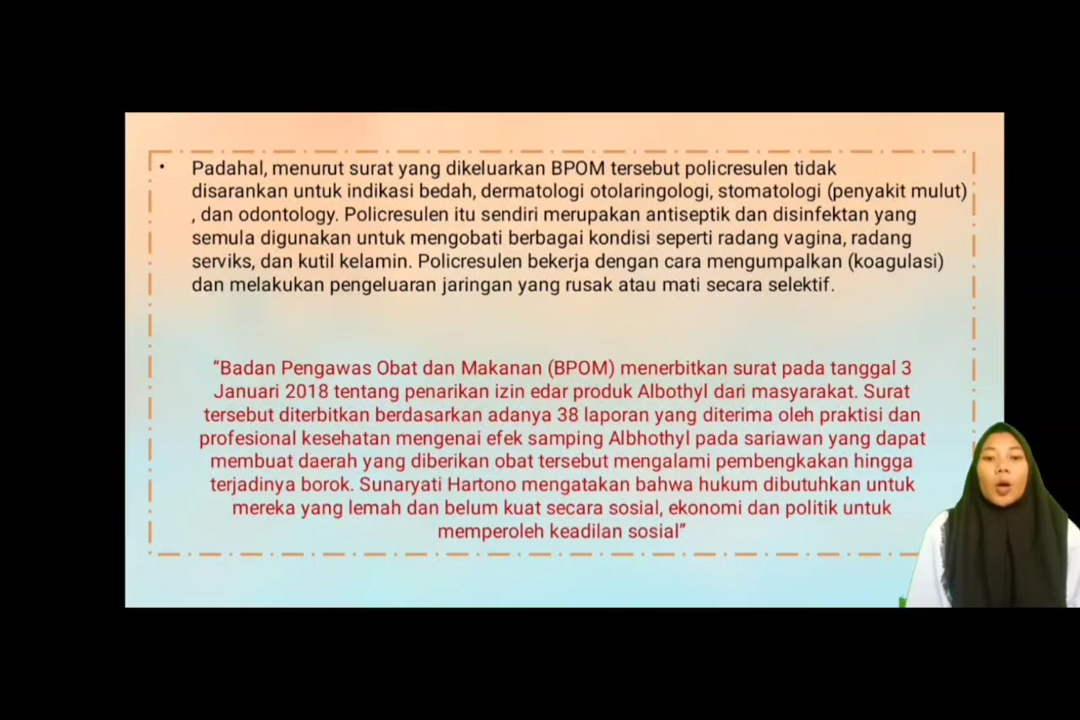 • Padahal, menurut surat yang dikeluarkan BPOM tersebut policresulen tidak
disarankan untuk indikasi bedah, dermatologi otolaringologi, stomatologi (penyakit mulut)
, dan odontology. Policresulen itu sendiri merupakan antiseptik dan disinfektan yang
semula digunakan untuk mengobati berbagai kondisi seperti radang vagina, radang
serviks, dan kutil kelamin. Policresulen bekerja dengan cara mengumpalkan (koagulasi)
dan melakukan pengeluaran jaringan yang rusak atau mati secara selektif.
“Badan Pengawas Obat dan Makanan (BPOM) menerbitkan surat pada tanggal 3
Januari 2018 tentang penarikan izin edar produk Albothyl dari masyarakat. Surat
tersebut diterbitkan berdasarkan adanya 38 laporan yang diterima oleh praktisi dan
profesional kesehatan mengenai efek samping Albhothyl pada sariawan yang dapat
membuat daerah yang diberikan obat tersebut mengalami pembengkakan hingga
terjadinya borok. Sunaryati Hartono mengatakan bahwa hukum dibutuhkan untuk
mereka yang lemah dan belum kuat secara sosial, ekonomi dan politik untuk
memperoleh keadilan sosial”